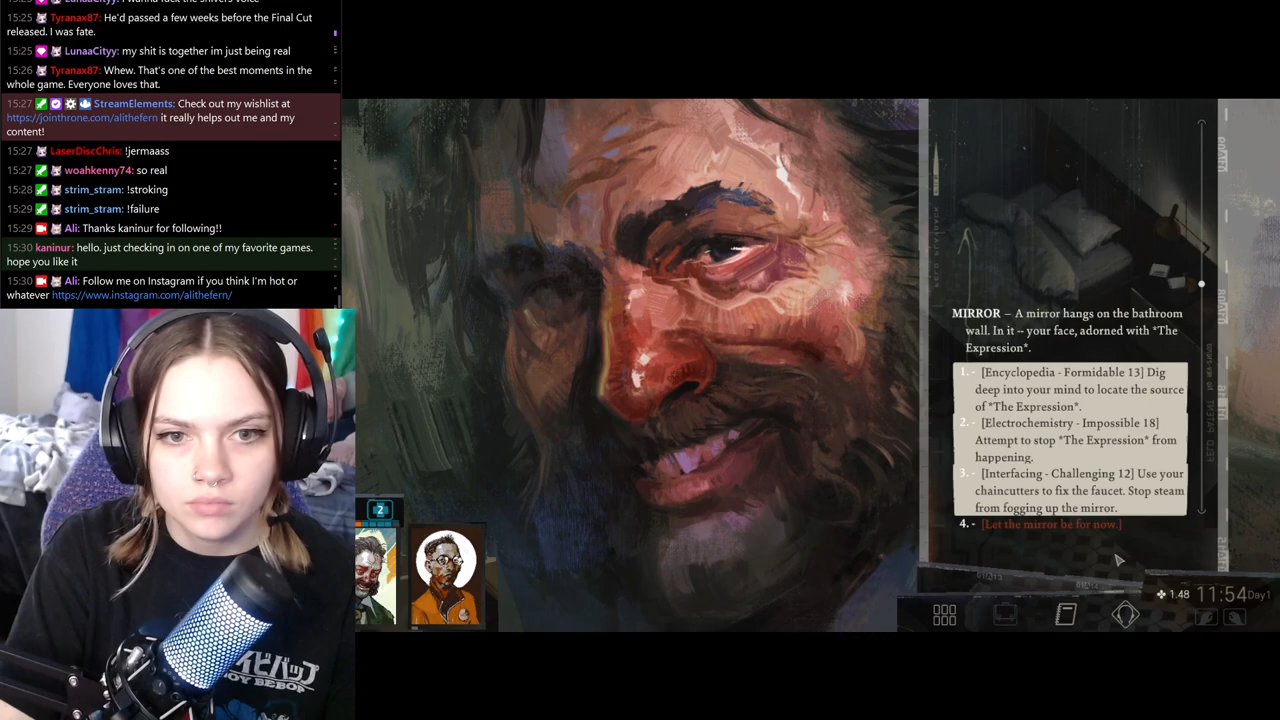 15:25 Tyranax87: He'd passed a few weeks before the Final Cut
released. I was fate.
15:25 LunaaCityy: my shit is together im just being real
15:26 Tyranax87: Whew. That's one of the best moments in the
whole game. Everyone loves that.
15:27 StreamElements: Check out my wishlist at
https://jointhrone.com/alithefern it really helps out me and my
content!
15:27 LaserDiscChris: !jermaass
15:27 woahkenny74: so real
15:28 strim_stram: !stroking
15:29 strim_stram: !failure
15:29 Ali: Thanks kaninur for following!!
15:30 kaninur: hello. just checking in on one of my favorite games.
hope you like it
15:30 Ali: Follow me on Instagram if you think I'm hot or
whatever https://www.instagram.com/alithefern/
MIRROR – A mirror hangs on the bathroom
wall. In it – your face, adorned with *The
Expression*.
1. - [Encyclopedia - Formidable 13] Dig
deep into your mind to locate the source
of *The Expression*.
2. - [Electrochemistry - Impossible 18]
Attempt to stop *The Expression* from
happening.
3. - [Interfacing - Challenging 12] Use your
chaincutters to fix the faucet. Stop steam
from fogging up the mirror.
4. - [Let the mirror be for now.]
2
1.48 11:54 Day1